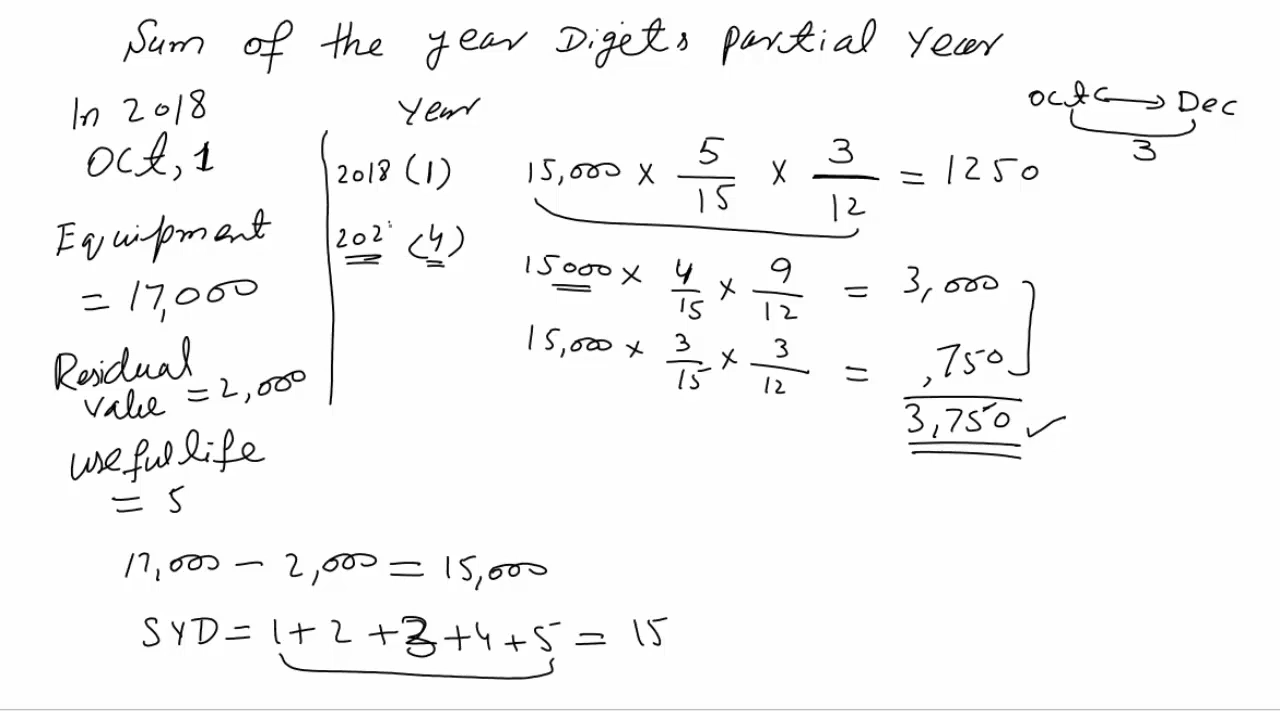 Sum of the year Digets partial Year
In 2018
Oct, 1
Equipment
= 17,000
Residual
value = 2,000
useful life
= 5
Year
2018 (1) 15,000 × 5/15 × 3/12 = 1250
(4)
15000 × 4/15 × 9/12 = 3,000
15,000 × 3/15 × 3/12 = ,750
3,750 ✓
Oct → Dec
3
17,000 − 2,000 = 15,000
SYD = 1 + 2 + 3 + 4 + 5 = 15